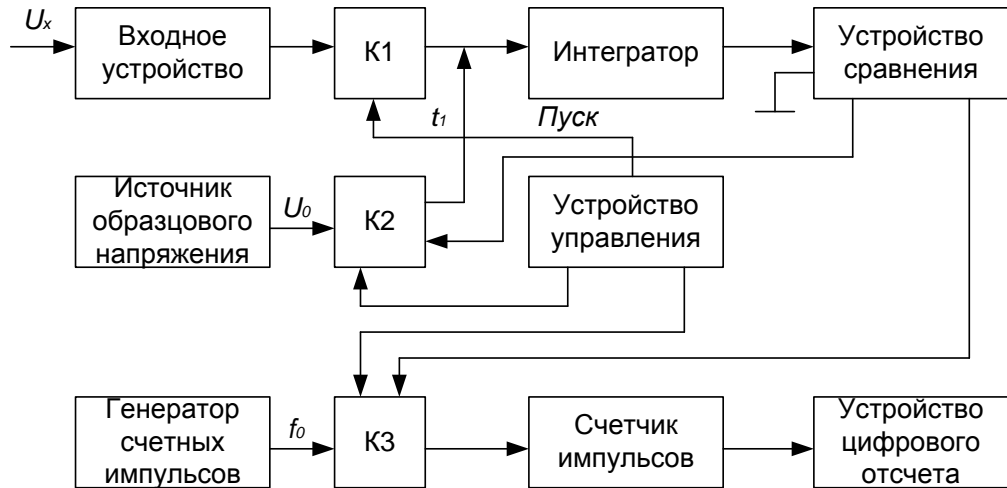 Uₓ
Входное
устройство
К1
Интегратор
Устройство
сравнения
t₁
Пуск
Источник
образцового
напряжения
U₀
К2
Устройство
управления
Генератор
счетных
импульсов
f₀
К3
Счетчик
импульсов
Устройство
цифрового
отсчета